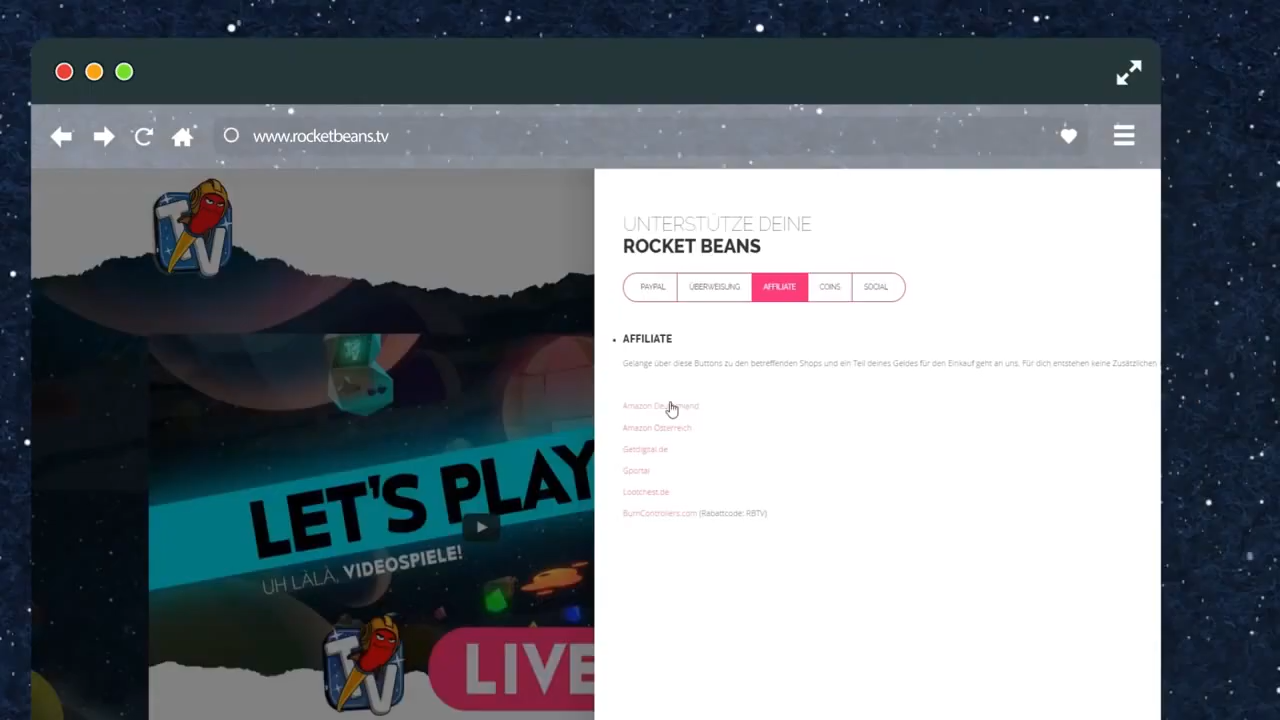 www.rocketbeans.tv
TV
UNTERSTÜTZE DEINE
ROCKET BEANS
PAYPAL
ÜBERWEISUNG
AFFILIATE
COINS
SOCIAL
AFFILIATE
Gelange über diese Buttons zu den betreffenden Shops und ein Teil deines Geldes für den Einkauf geht an uns. Für dich entstehen keine Zusätzlichen
Amazon Deutschland
Amazon Österreich
Getdigital.de
Gportal
Lootchest.de
BurnControllers.com (Rabattcode: RBTV)
LET'S PLAY
UH LÀLÀ, VIDEOSPIELE!
TV
LIVE